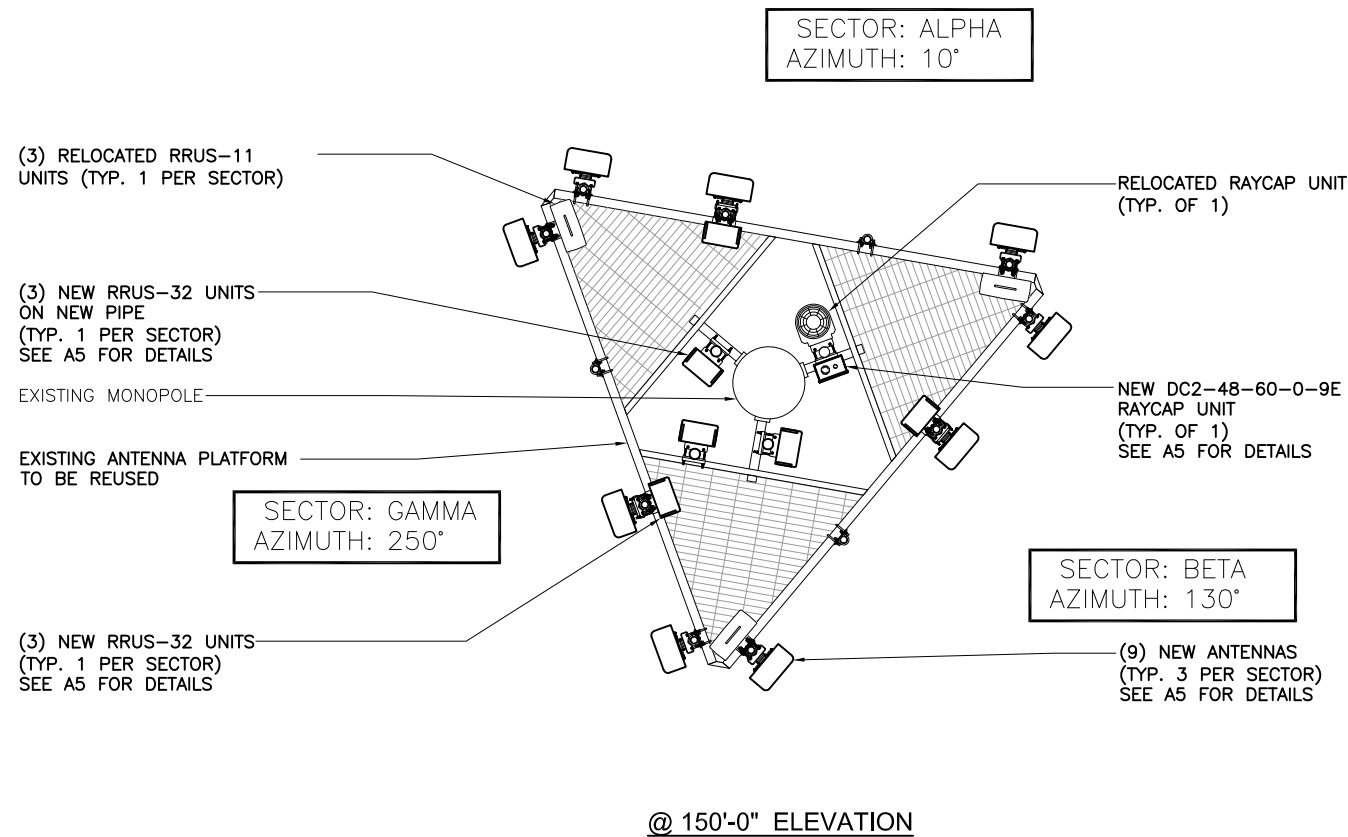 SECTOR: ALPHA
AZIMUTH: 10°
(3) RELOCATED RRUS-11
UNITS (TYP. 1 PER SECTOR)
RELOCATED RAYCAP UNIT
(TYP. OF 1)
(3) NEW RRUS-32 UNITS
ON NEW PIPE
(TYP. 1 PER SECTOR)
SEE A5 FOR DETAILS
EXISTING MONOPOLE
NEW DC2-48-60-0-9E
RAYCAP UNIT
(TYP. OF 1)
SEE A5 FOR DETAILS
EXISTING ANTENNA PLATFORM
TO BE REUSED
SECTOR: GAMMA
AZIMUTH: 250°
SECTOR: BETA
AZIMUTH: 130°
(3) NEW RRUS-32 UNITS
(TYP. 1 PER SECTOR)
SEE A5 FOR DETAILS
(9) NEW ANTENNAS
(TYP. 3 PER SECTOR)
SEE A5 FOR DETAILS
@ 150'-0" ELEVATION